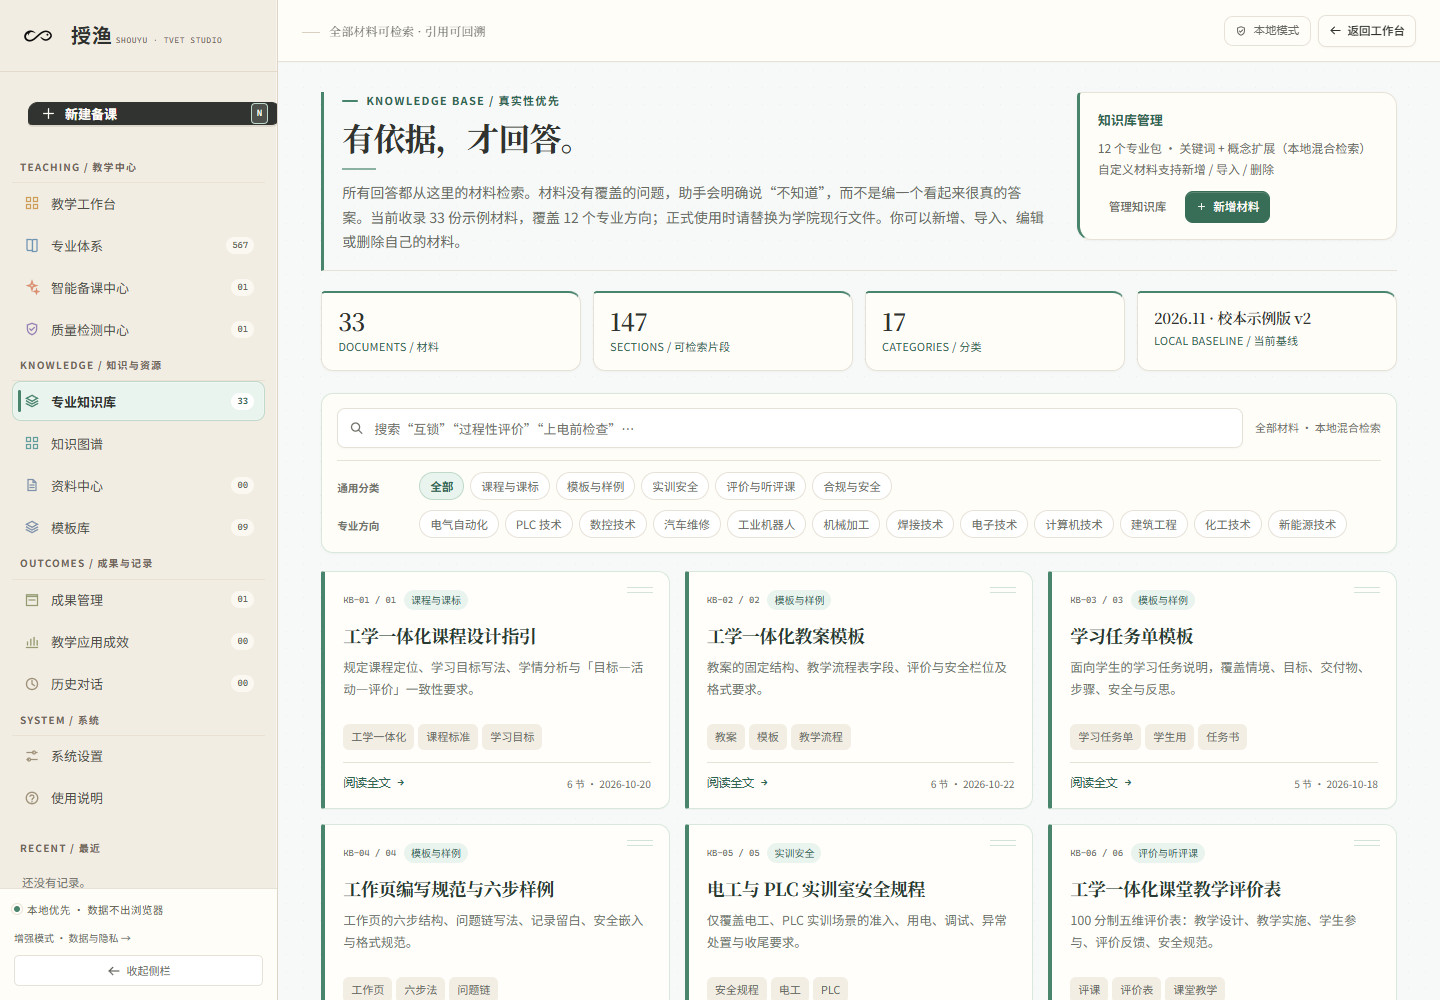 授渔 SHOUYU · TVET STUDIO
新建备课 N
TEACHING / 教学中心
教学工作台
专业体系 567
智能备课中心 01
质量检测中心 01
KNOWLEDGE / 知识与资源
专业知识库 33
知识图谱
资料中心 00
模板库 09
OUTCOMES / 成果与记录
成果管理 01
教学应用成效 00
历史对话 00
SYSTEM / 系统
系统设置
使用说明
RECENT / 最近
还没有记录。
本地优先 · 数据不出浏览器
增强模式 · 数据与隐私 →
← 收起侧栏
全部材料可检索 · 引用可回溯
本地模式
← 返回工作台
KNOWLEDGE BASE / 真实性优先
有依据，才回答。
所有回答都从这里的材料检索。材料没有覆盖的问题，助手会明确说“不知道”，而不是编一个看起来很真的答
案。当前收录 33 份示例材料，覆盖 12 个专业方向；正式使用时请替换为学院现行文件。你可以新增、导入、编辑
或删除自己的材料。
知识库管理
12 个专业包 · 关键词 + 概念扩展（本地混合检索）
自定义材料支持新增 / 导入 / 删除
管理知识库
+ 新增材料
33
DOCUMENTS / 材料
147
SECTIONS / 可检索片段
17
CATEGORIES / 分类
2026.11 · 校本示例版 v2
LOCAL BASELINE / 当前基线
搜索“互锁”“过程性评价”“上电前检查”…
全部材料 · 本地混合检索
通用分类 全部 课程与课标 模板与样例 实训安全 评价与听评课 合规与安全
专业方向 电气自动化 PLC 技术 数控技术 汽车维修 工业机器人 机械加工 焊接技术 电子技术 计算机技术 建筑工程 化工技术 新能源技术
KB-01 / 01 课程与课标
工学一体化课程设计指引
规定课程定位、学习目标写法、学情分析与「目标—活
动—评价」一致性要求。
工学一体化 课程标准 学习目标
阅读全文 → 6 节 · 2026-10-20
KB-02 / 02 模板与样例
工学一体化教案模板
教案的固定结构、教学流程表字段、评价与安全栏位及
格式要求。
教案 模板 教学流程
阅读全文 → 6 节 · 2026-10-22
KB-03 / 03 模板与样例
学习任务单模板
面向学生的学习任务说明，覆盖情境、目标、交付物、
步骤、安全与反思。
学习任务单 学生用 任务书
阅读全文 → 5 节 · 2026-10-18
KB-04 / 04 模板与样例
工作页编写规范与六步样例
工作页的六步结构、问题链写法、记录留白、安全嵌入
与格式规范。
工作页 六步法 问题链
KB-05 / 05 实训安全
电工与 PLC 实训室安全规程
仅覆盖电工、PLC 实训场景的准入、用电、调试、异常
处置与收尾要求。
安全规程 电工 PLC
KB-06 / 06 评价与听评课
工学一体化课堂教学评价表
100 分制五维评价表：教学设计、教学实施、学生参
与、评价反馈、安全规范。
评课 评价表 课堂教学